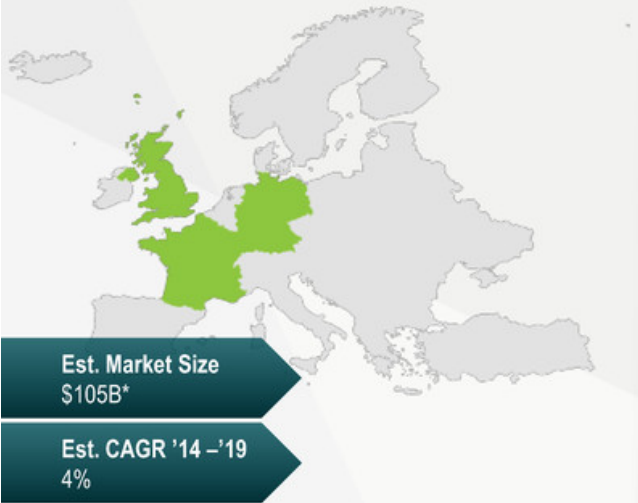 Est. Market Size
$105B*
Est. CAGR ’14 –’19
4%